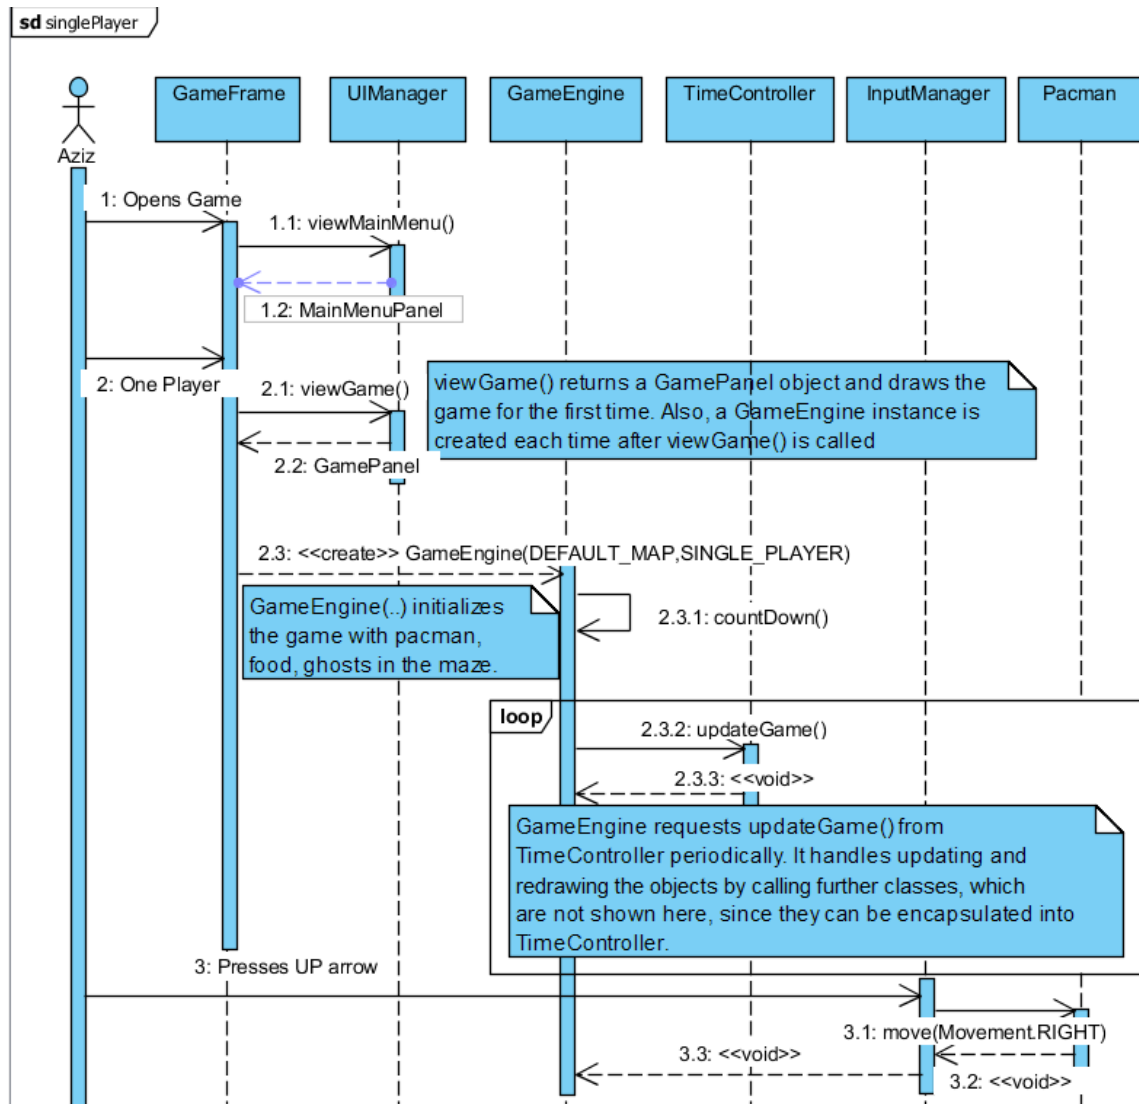 sd singlePlayer
GameFrame
UIManager
GameEngine
TimeController
InputManager
Pacman
Aziz
1: Opens Game
1.1: viewMainMenu()
1.2: MainMenuPanel
2: One Player
2.1: viewGame()
viewGame() returns a GamePanel object and draws the
game for the first time. Also, a GameEngine instance is
created each time after viewGame() is called
2.2: GamePanel
2.3: <<create>> GameEngine(DEFAULT_MAP,SINGLE_PLAYER)
GameEngine(..) initializes
the game with pacman,
food, ghosts in the maze.
2.3.1: countDown()
loop
2.3.2: updateGame()
2.3.3: <<void>>
GameEngine requests updateGame() from
TimeController periodically. It handles updating and
redrawing the objects by calling further classes, which
are not shown here, since they can be encapsulated into
TimeController.
3: Presses UP arrow
3.1: move(Movement.RIGHT)
3.3: <<void>>
3.2: <<void>>